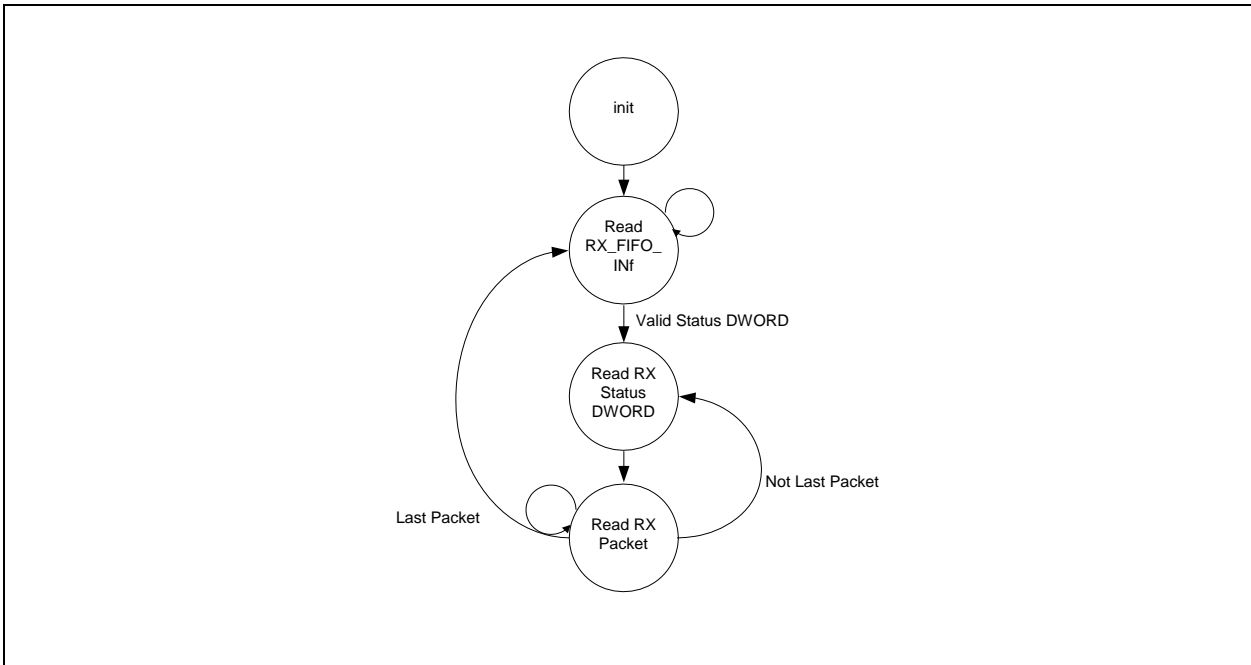 init
Read
RX_FIFO_
INf
Valid Status DWORD
Read RX
Status
DWORD
Not Last Packet
Last Packet
Read RX
Packet